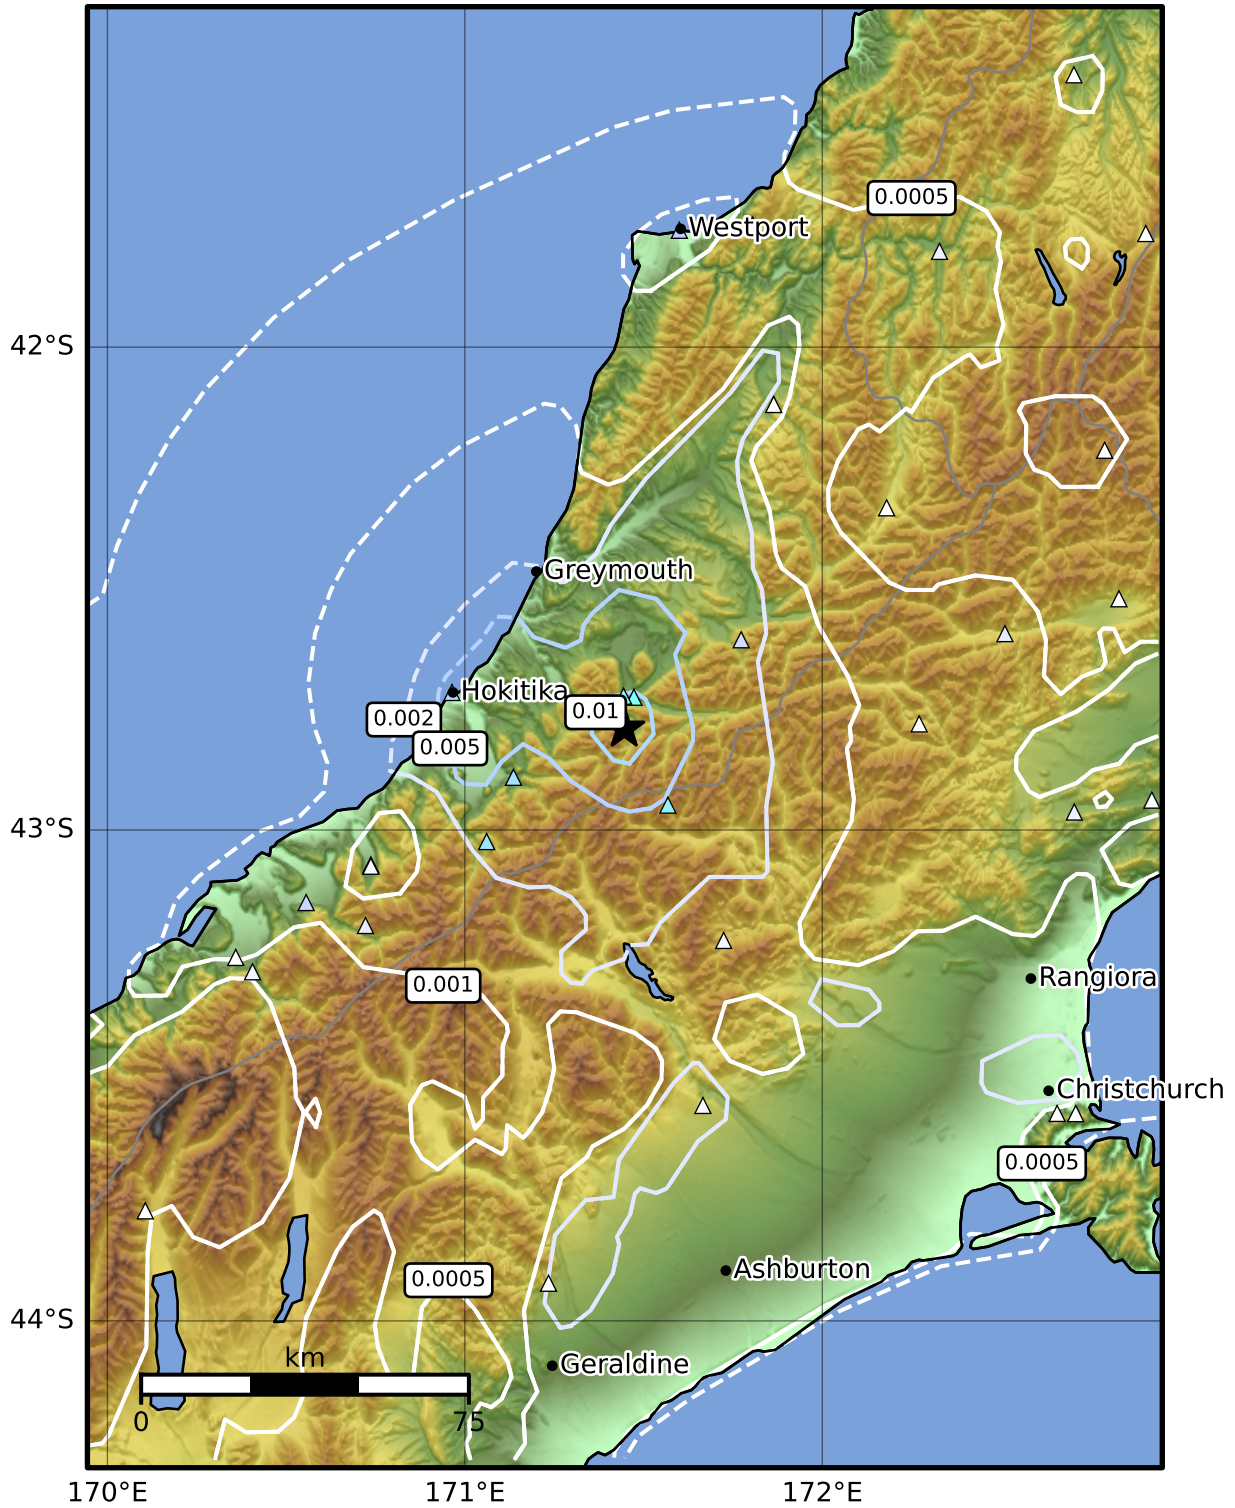 0.0005
Westport
42°S
Greymouth
Hokitika
0.002
0.01
0.005
43°S
0.001
Rangiora
Christchurch
0.0005
Ashburton
0.0005
44°S
km
Geraldine
0
75
170°E
171°E
172°E